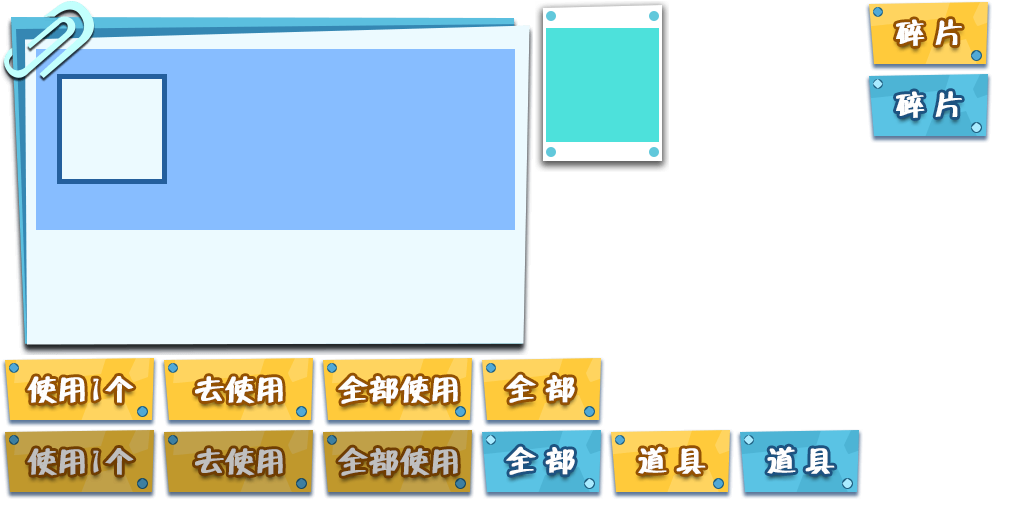 碎片
碎片
使用1个 去使用 全部使用 全部
使用1个 去使用 全部使用 全部 道具 道具